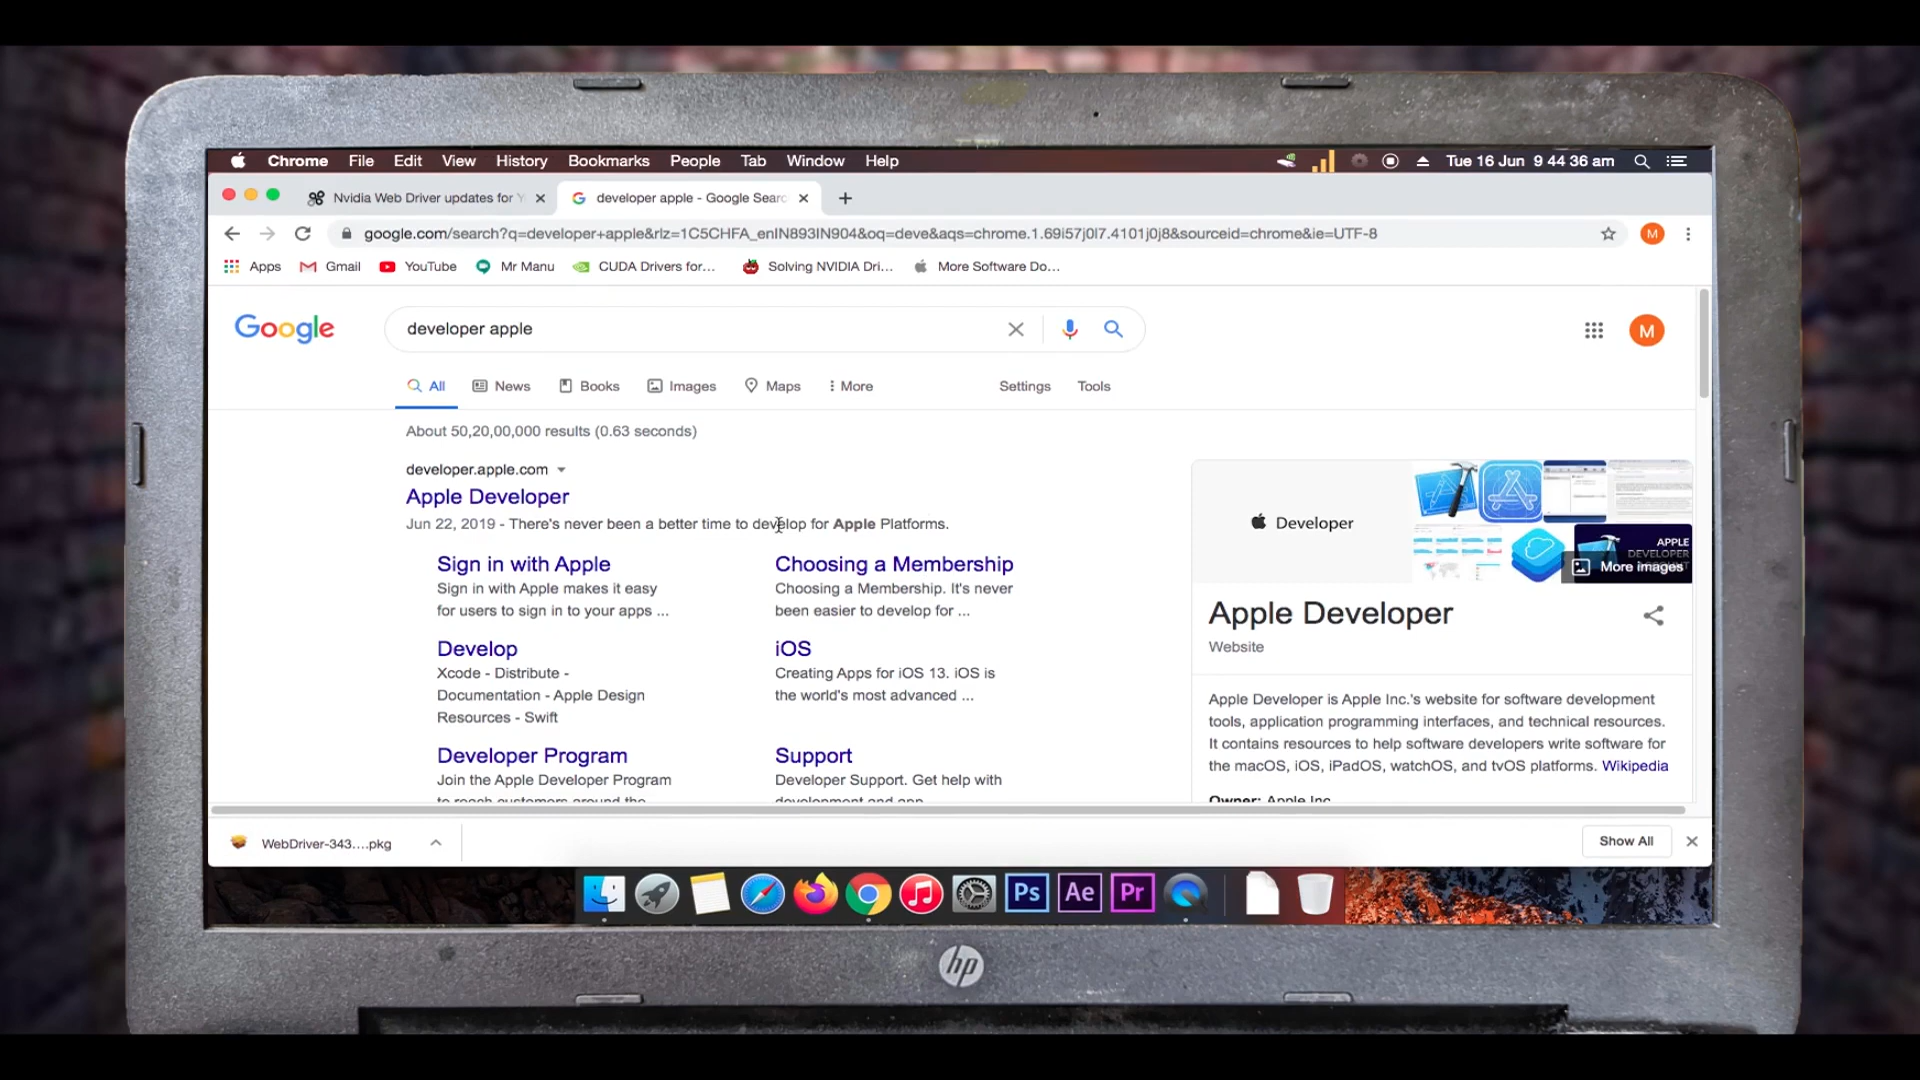 Chrome File Edit View History Bookmarks People Tab Window Help Tue 16 Jun 9 44 36 am
Nvidia Web Driver updates for developer apple - Google Searc
google.com/search?q=developer+apple&rlz=1C5CHFA_enIN893IN904&oq=deve&aqs=chrome.1.69i57j0l7.4101j0j8&sourceid=chrome&ie=UTF-8 M
Apps Gmail YouTube Mr Manu CUDA Drivers for... Solving NVIDIA Dri... More Software Do...
Google developer apple M
All News Books Images Maps More Settings Tools
About 50,20,00,000 results (0.63 seconds)
developer.apple.com
Apple Developer
Jun 22, 2019 - There's never been a better time to develop for Apple Platforms.
Sign in with Apple
Sign in with Apple makes it easy
for users to sign in to your apps ...
Choosing a Membership
Choosing a Membership. It's never
been easier to develop for ...
Develop
Xcode - Distribute -
Documentation - Apple Design
Resources - Swift
iOS
Creating Apps for iOS 13. iOS is
the world's most advanced ...
Developer Program
Join the Apple Developer Program
to reach customers around the
Support
Developer Support. Get help with
development and app
Developer
APPLE
DEVELOPER
More images
Apple Developer
Website
Apple Developer is Apple Inc.'s website for software development
tools, application programming interfaces, and technical resources.
It contains resources to help software developers write software for
the macOS, iOS, iPadOS, watchOS, and tvOS platforms. Wikipedia
Owner: Apple Inc
WebDriver-343....pkg Show All
Ps Ae Pr
hp